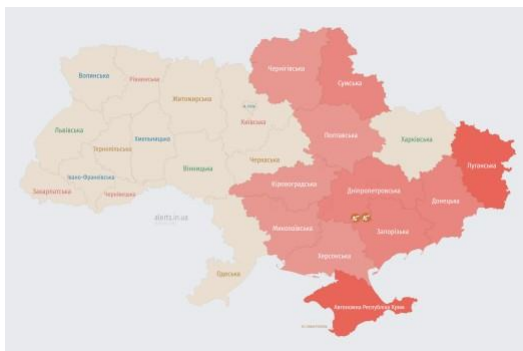 Чернігівська
Сумська
Волинська
Рівненська
Житомирська
Київська
Львівська
Тернопільська
Хмельницька
Полтавська
Харківська
Черкаська
Луганська
Вінницька
Івано-Франківська
Закарпатська
Чернівецька
Кіровоградська
Дніпропетровська
Донецька
alerts.in.ua
Миколаївська
Запорізька
Херсонська
Одеська
Автономна Республіка Крим